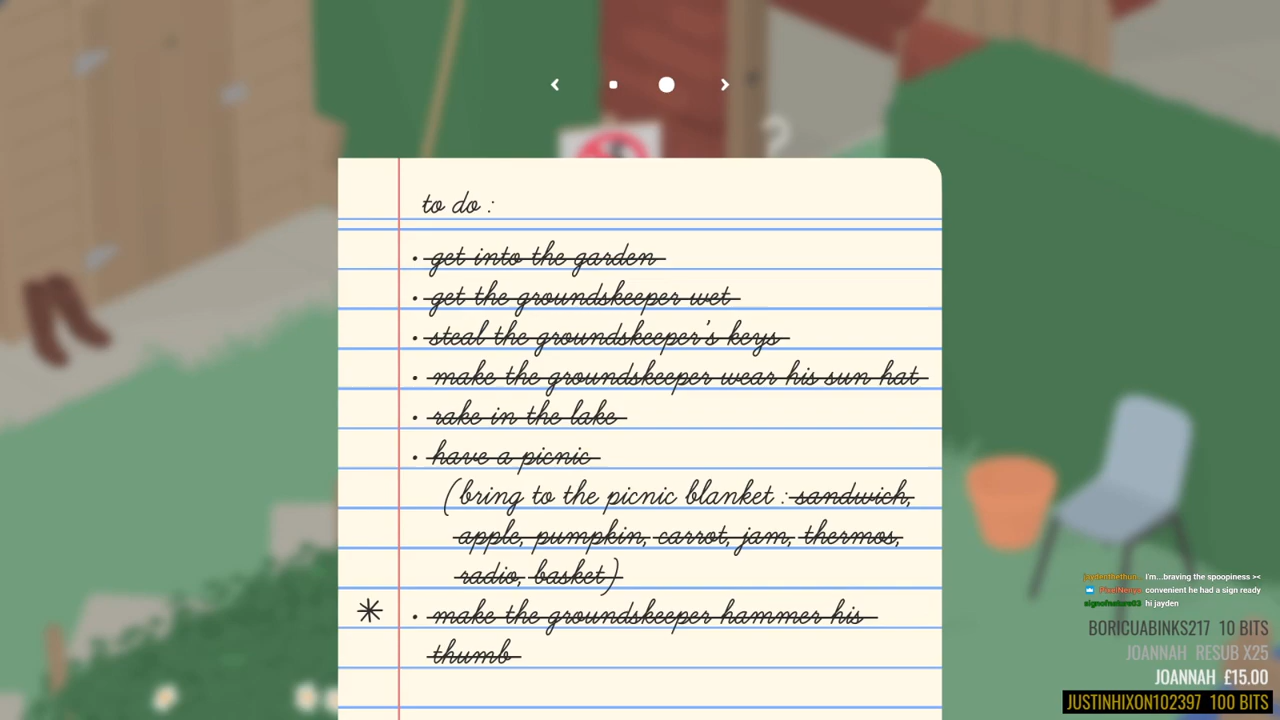 to do :
• get into the garden
• get the groundskeeper wet
• steal the groundskeeper's keys
• make the groundskeeper wear his sun hat
• rake in the lake
• have a picnic
(bring to the picnic blanket : sandwich,
apple, pumpkin, carrot, jam, thermos,
radio, basket)
• make the groundskeeper hammer his
thumb
I'm...braving the spoopiness ><
convenient he had a sign ready
signofnature03 hi jayden
BORICUABINKS217 10 BITS
JOANNAH RESUB X25
JOANNAH £15.00
JUSTINHIXON102397 100 BITS